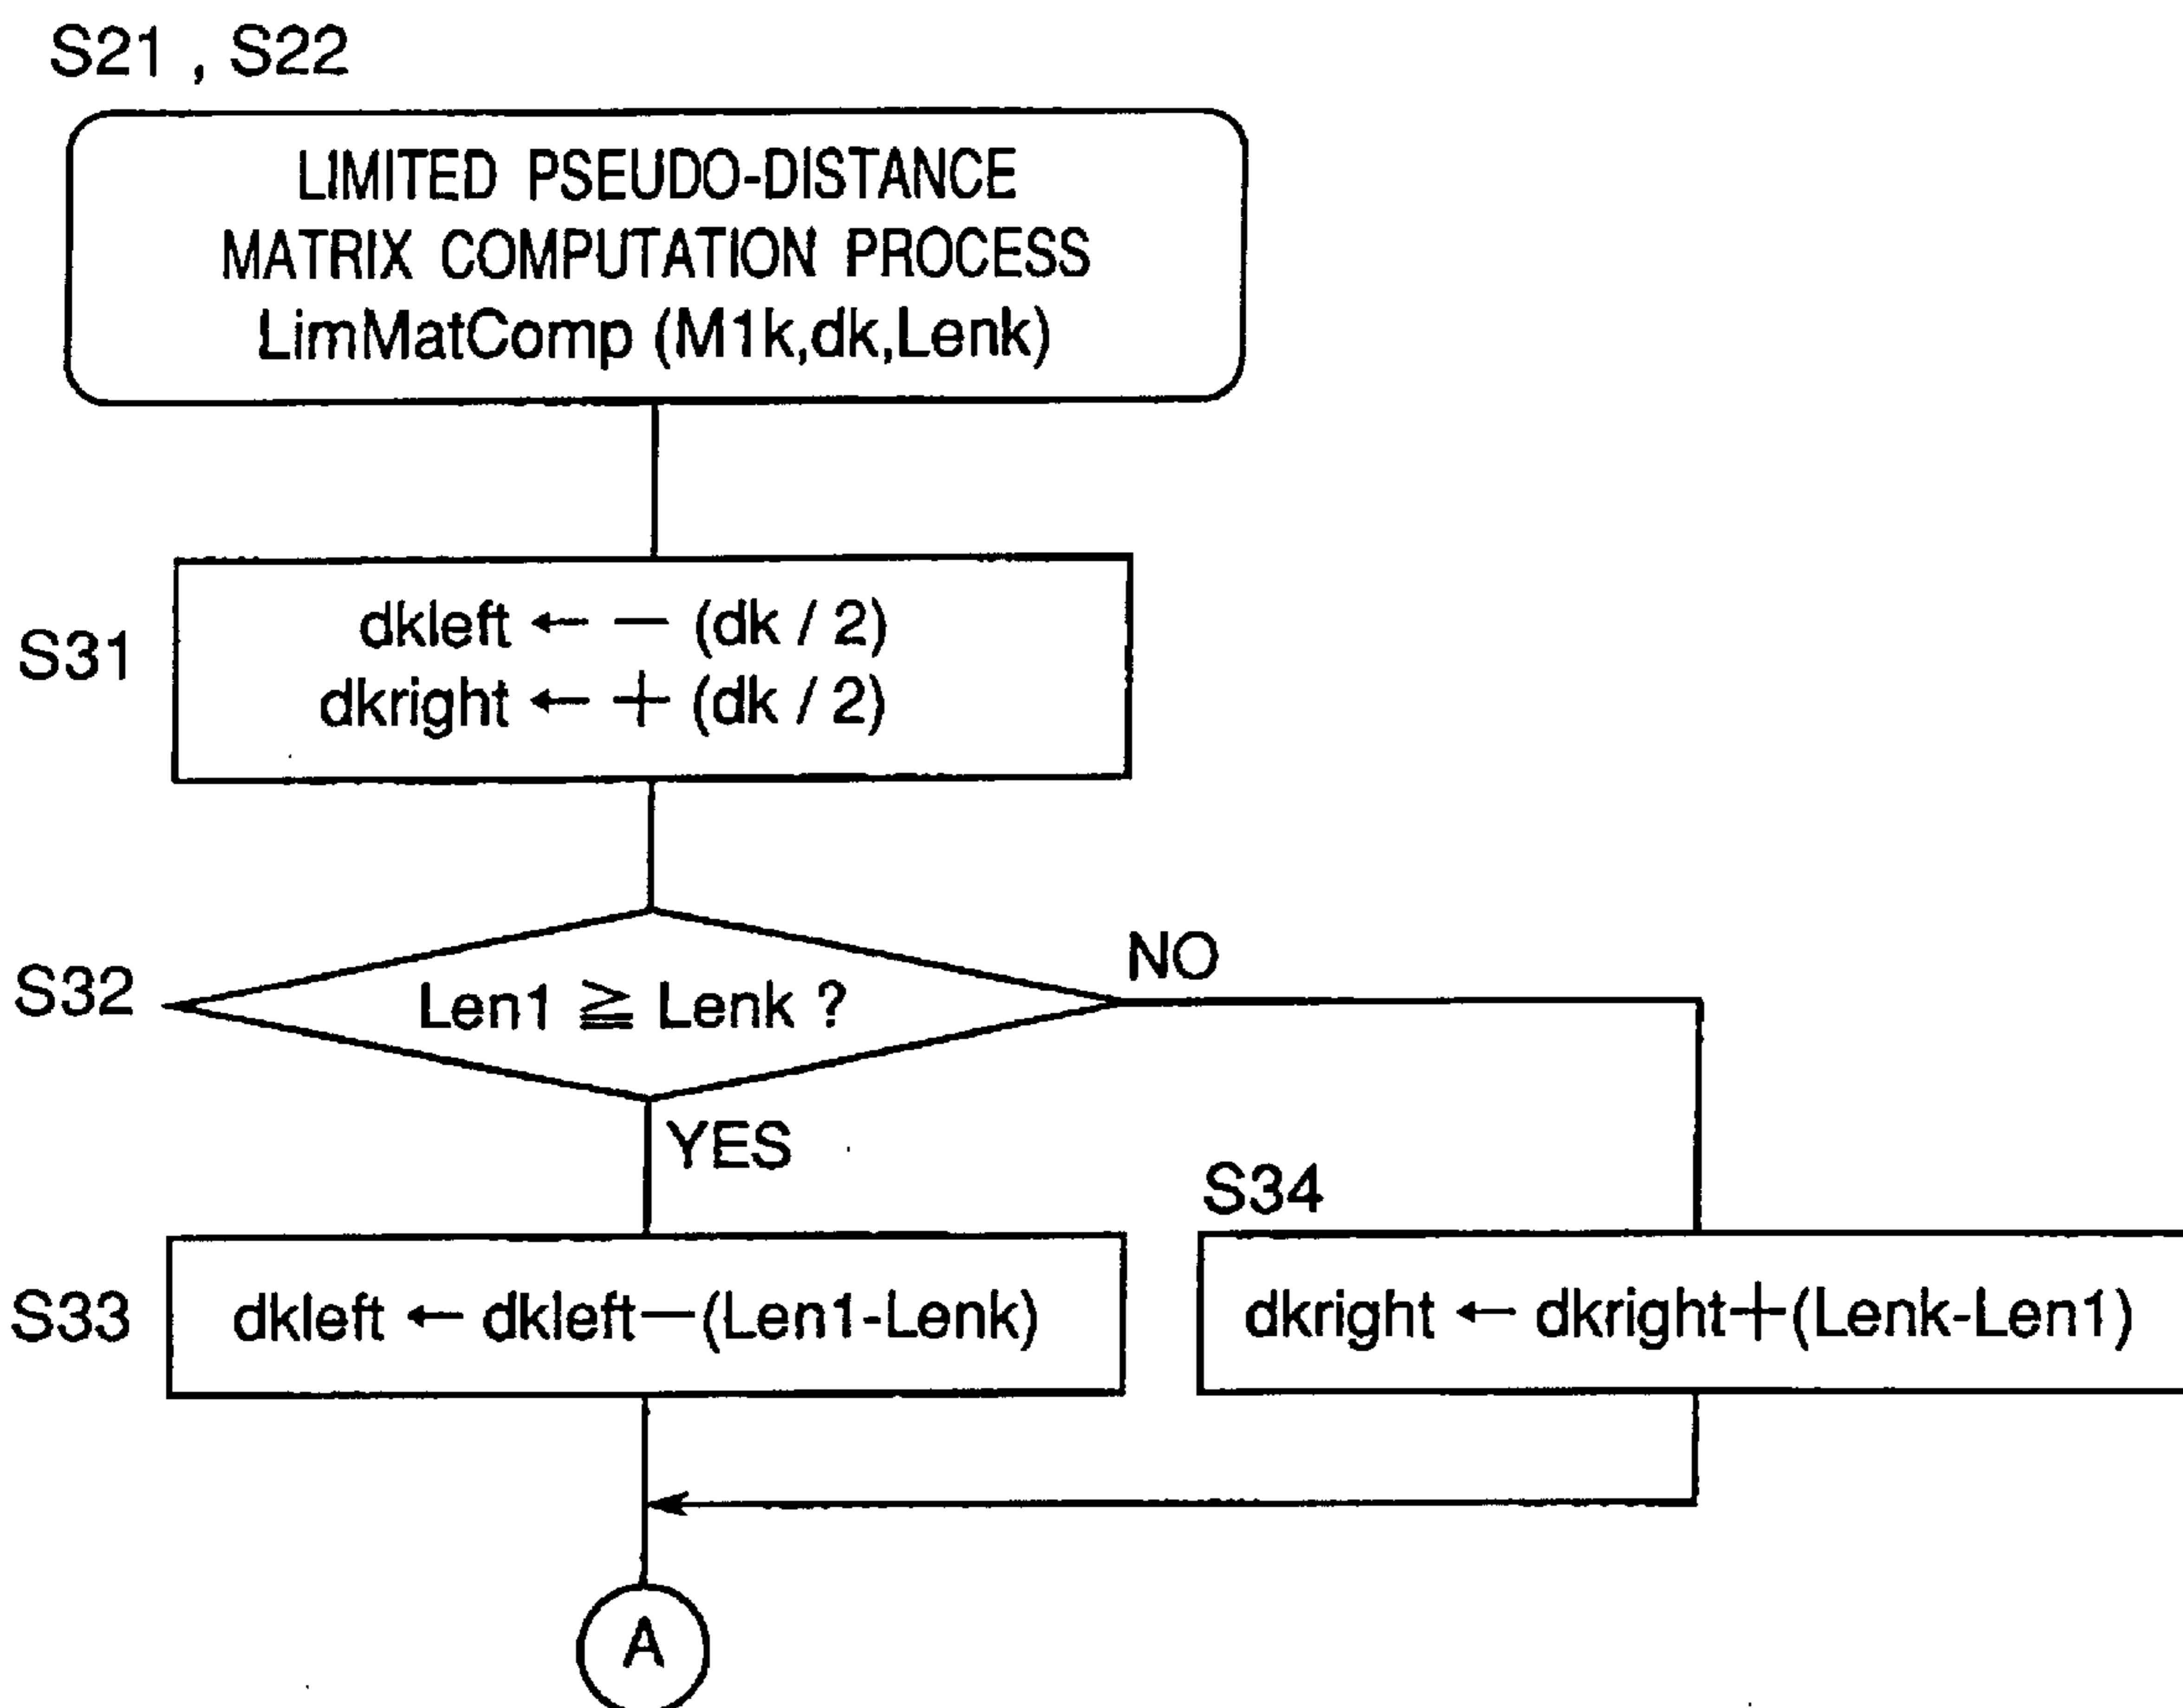 S21 , S22
LIMITED PSEUDO-DISTANCE
MATRIX COMPUTATION PROCESS
LimMatComp (M1k,dk,Lenk)
S31
dkleft ← − (dk / 2)
dkright ← + (dk / 2)
S32
Len1 ≧ Lenk ?
NO
YES
S34
S33
dkleft ← dkleft−(Len1-Lenk)
dkright ← dkright+(Lenk-Len1)
A